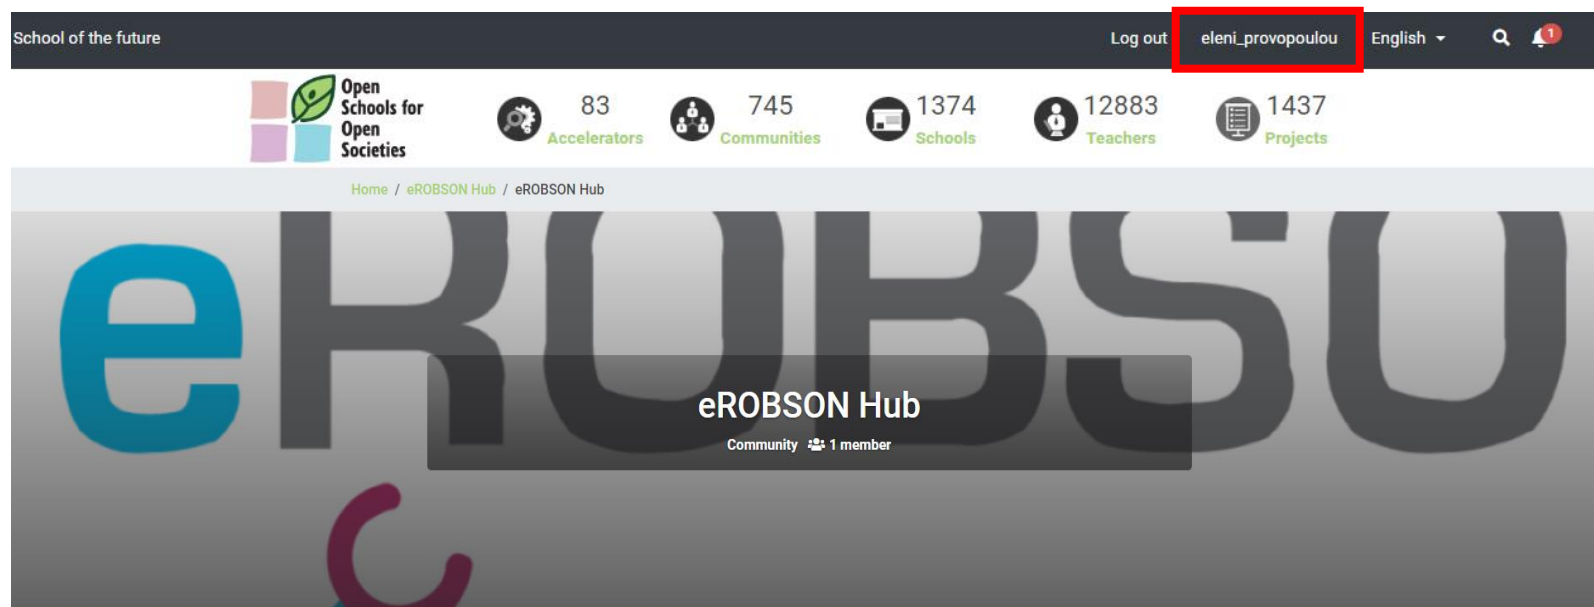 School of the future
Log out eleni_provopoulou English 1
Open
Schools for
Open
Societies
83
Accelerators
745
Communities
1374
Schools
12883
Teachers
1437
Projects
Home / eROBSON Hub / eROBSON Hub
eROBSO
eROBSON Hub
Community 1 member